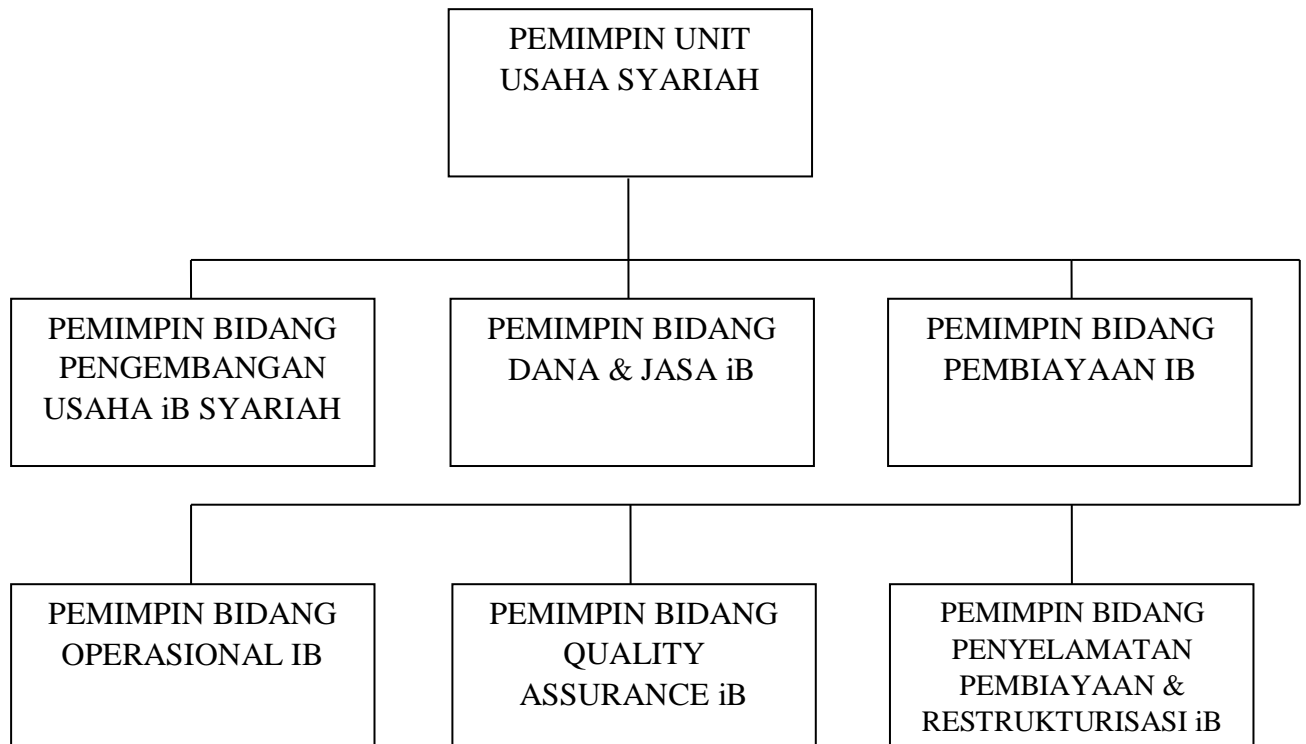 PEMIMPIN UNIT
USAHA SYARIAH
PEMIMPIN BIDANG
PENGEMBANGAN
USAHA iB SYARIAH
PEMIMPIN BIDANG
DANA & JASA iB
PEMIMPIN BIDANG
PEMBIAYAAN IB
PEMIMPIN BIDANG
OPERASIONAL IB
PEMIMPIN BIDANG
QUALITY
ASSURANCE iB
PEMIMPIN BIDANG
PENYELAMATAN
PEMBIAYAAN &
RESTRUKTURISASI iB